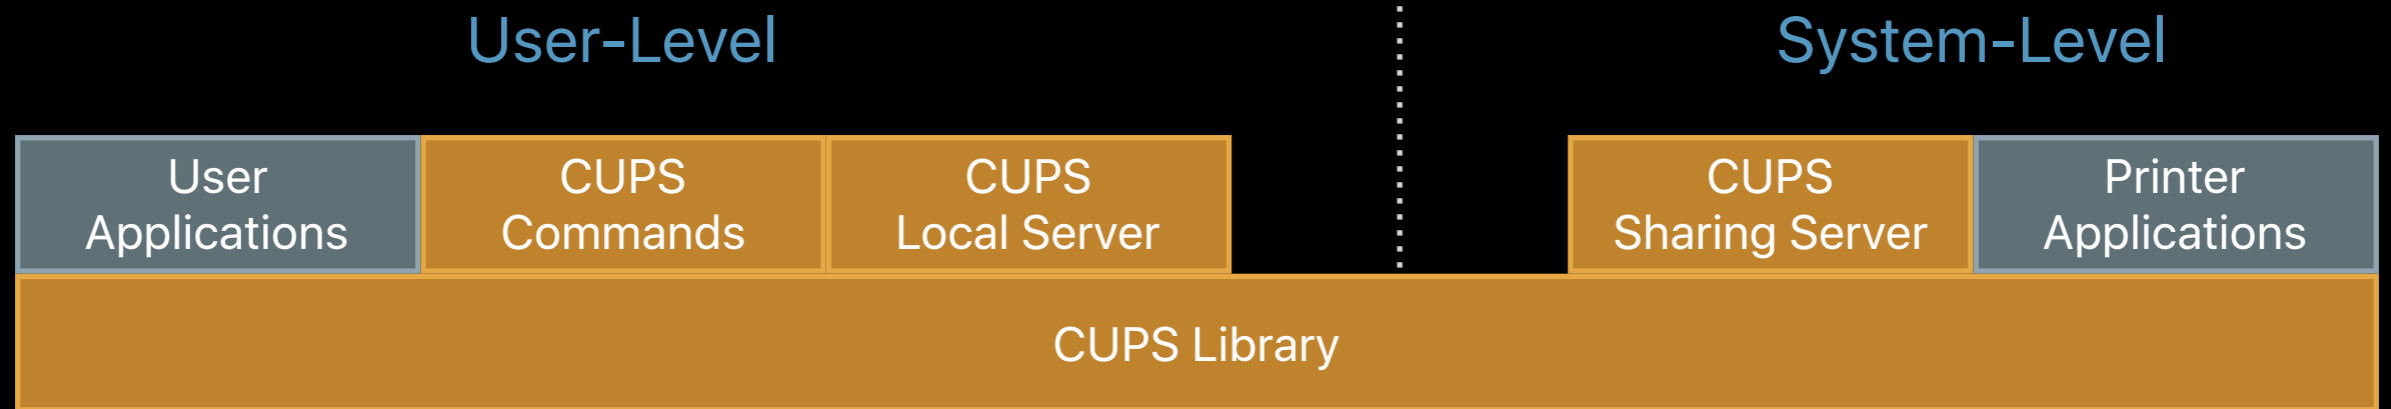 User-Level
System-Level
User
Applications
CUPS
Commands
CUPS
Local Server
CUPS
Sharing Server
Printer
Applications
CUPS Library